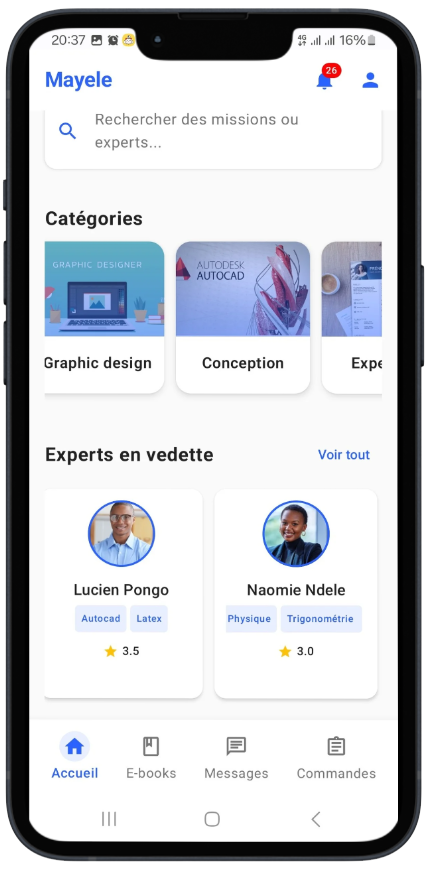 20:37 4G 16%
Mayele 26
Rechercher des missions ou
experts...
Catégories
GRAPHIC DESIGNER
AUTODESK
AUTOCAD
Graphic design Conception Expe
Experts en vedette Voir tout
Lucien Pongo Naomie Ndele
Autocad Latex Physique Trigonométrie
3.5 3.0
Accueil E-books Messages Commandes